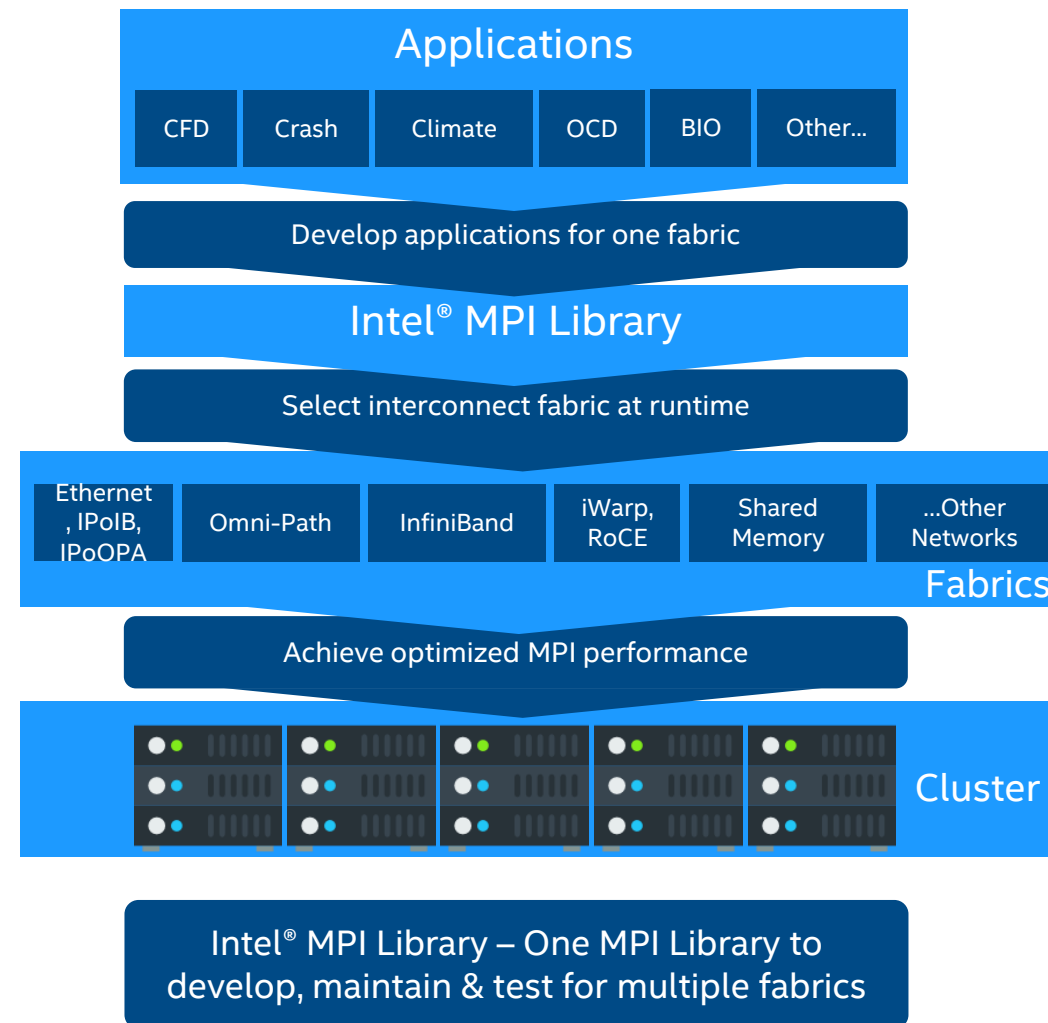 Applications
CFD
Crash
Climate
OCD
BIO
Other...
Develop applications for one fabric
Intel® MPI Library
Select interconnect fabric at runtime
Ethernet
, IPoIB,
IPoOPA
Omni-Path
InfiniBand
iWarp,
RoCE
Shared
Memory
...Other
Networks
Fabrics
Achieve optimized MPI performance
Cluster
Intel® MPI Library – One MPI Library to
develop, maintain & test for multiple fabrics